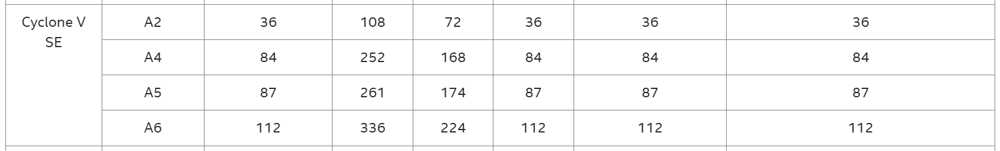 Cyclone V
SE
A2 36 108 72 36 36 36
A4 84 252 168 84 84 84
A5 87 261 174 87 87 87
A6 112 336 224 112 112 112